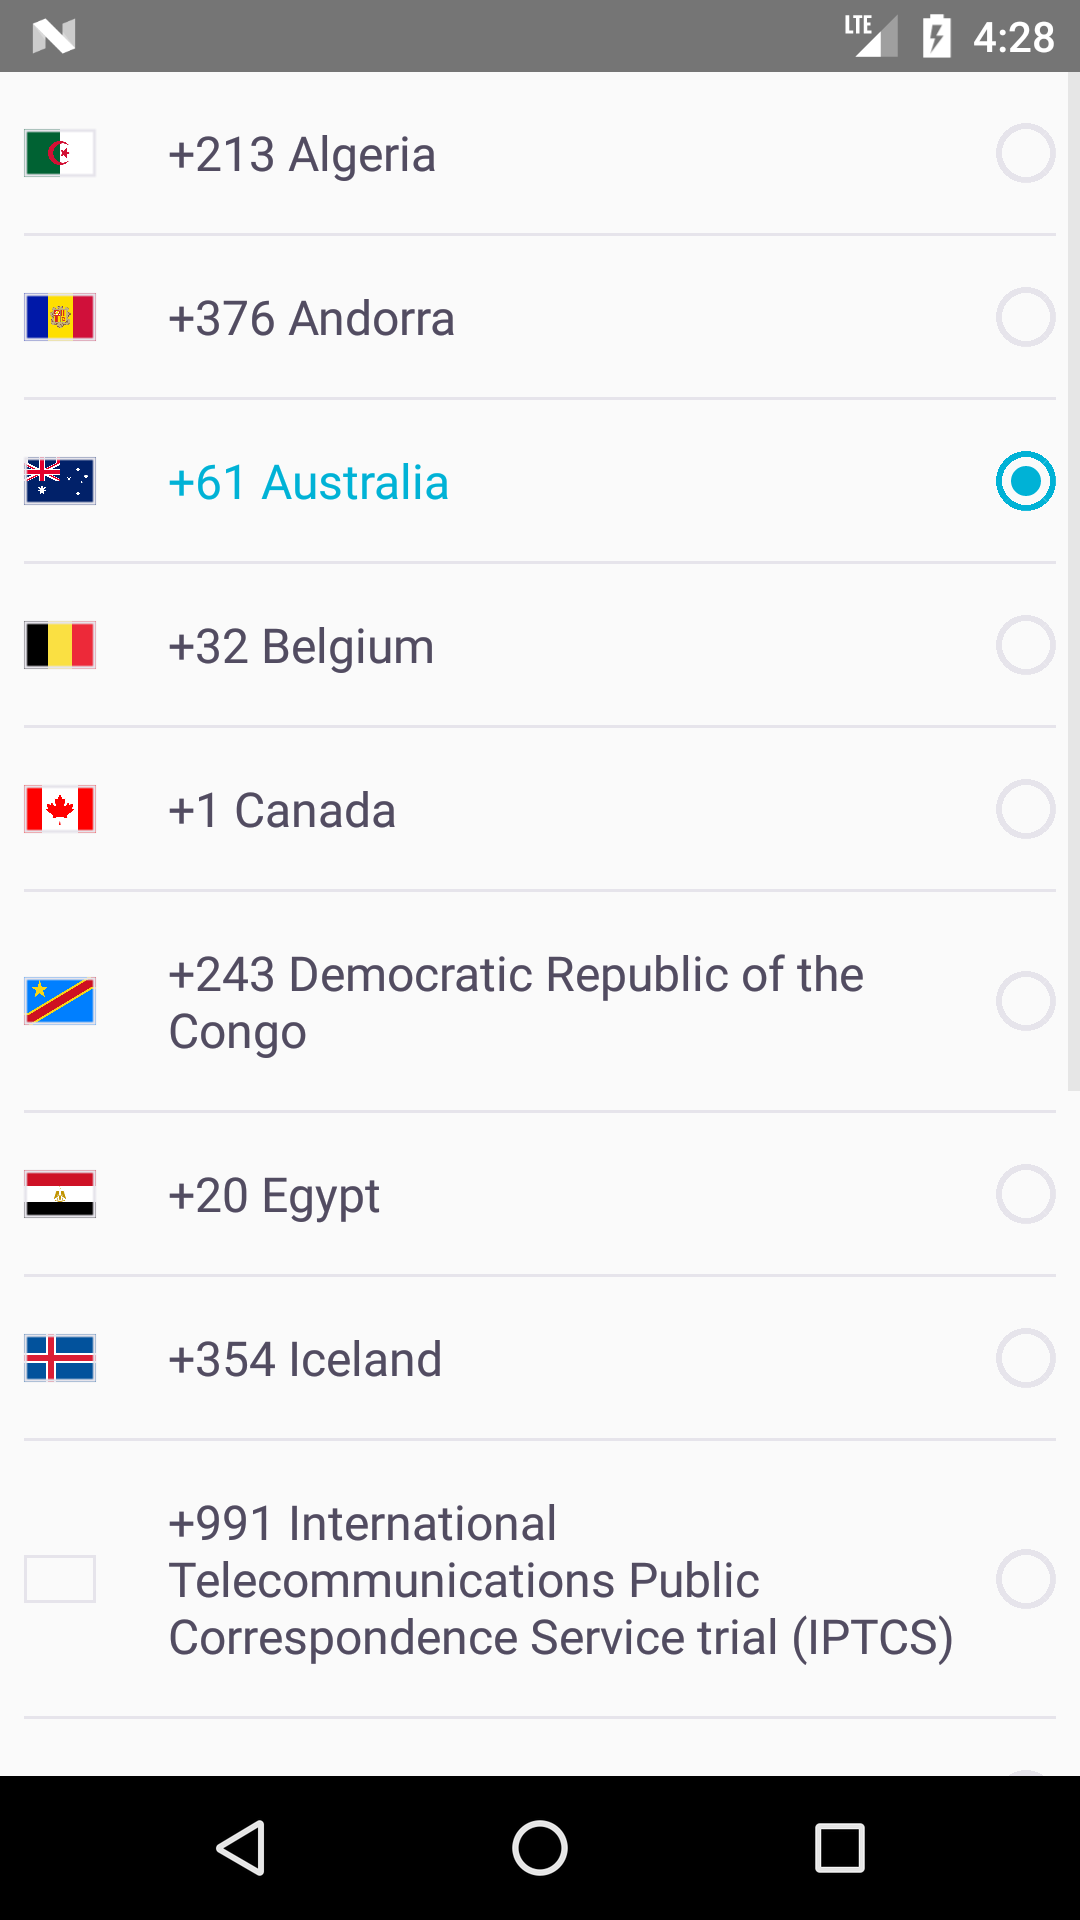 LTE 4:28
+213 Algeria
+376 Andorra
+61 Australia
+32 Belgium
+1 Canada
+243 Democratic Republic of the
Congo
+20 Egypt
+354 Iceland
+991 International
Telecommunications Public
Correspondence Service trial (IPTCS)